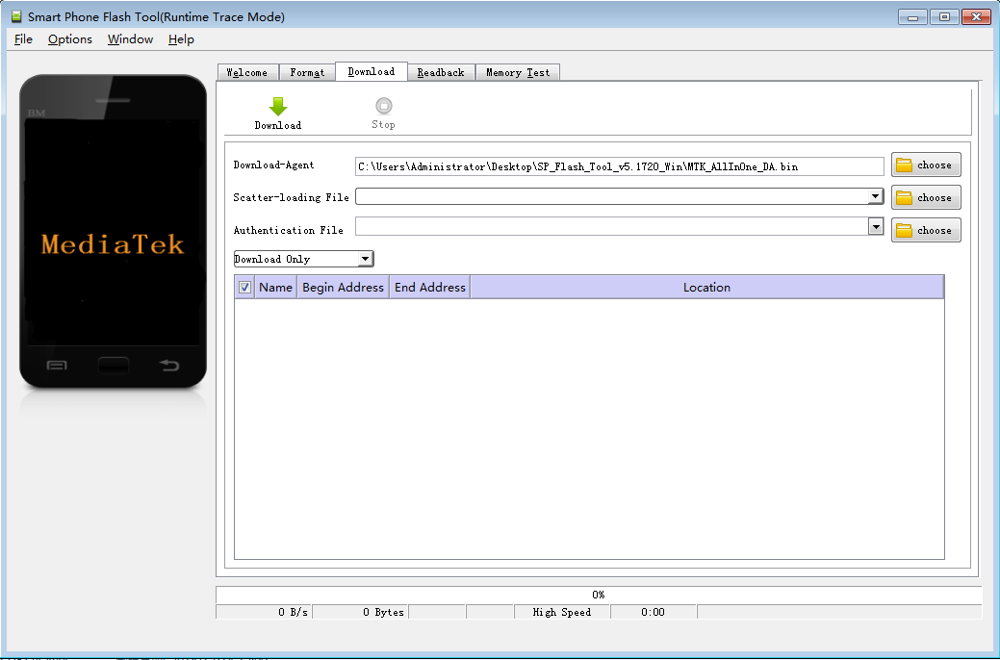 Smart Phone Flash Tool(Runtime Trace Mode)
File Options Window Help
Welcome Format Download Readback Memory Test
BM
MediaTek
Download Stop
Download-Agent C:\Users\Administrator\Desktop\SP_Flash_Tool_v5.1720_Win\MTK_AllInOne_DA.bin choose
Scatter-loading File choose
Authentication File choose
Download Only
Name Begin Address End Address Location
0%
0 B/s 0 Bytes High Speed 0:00